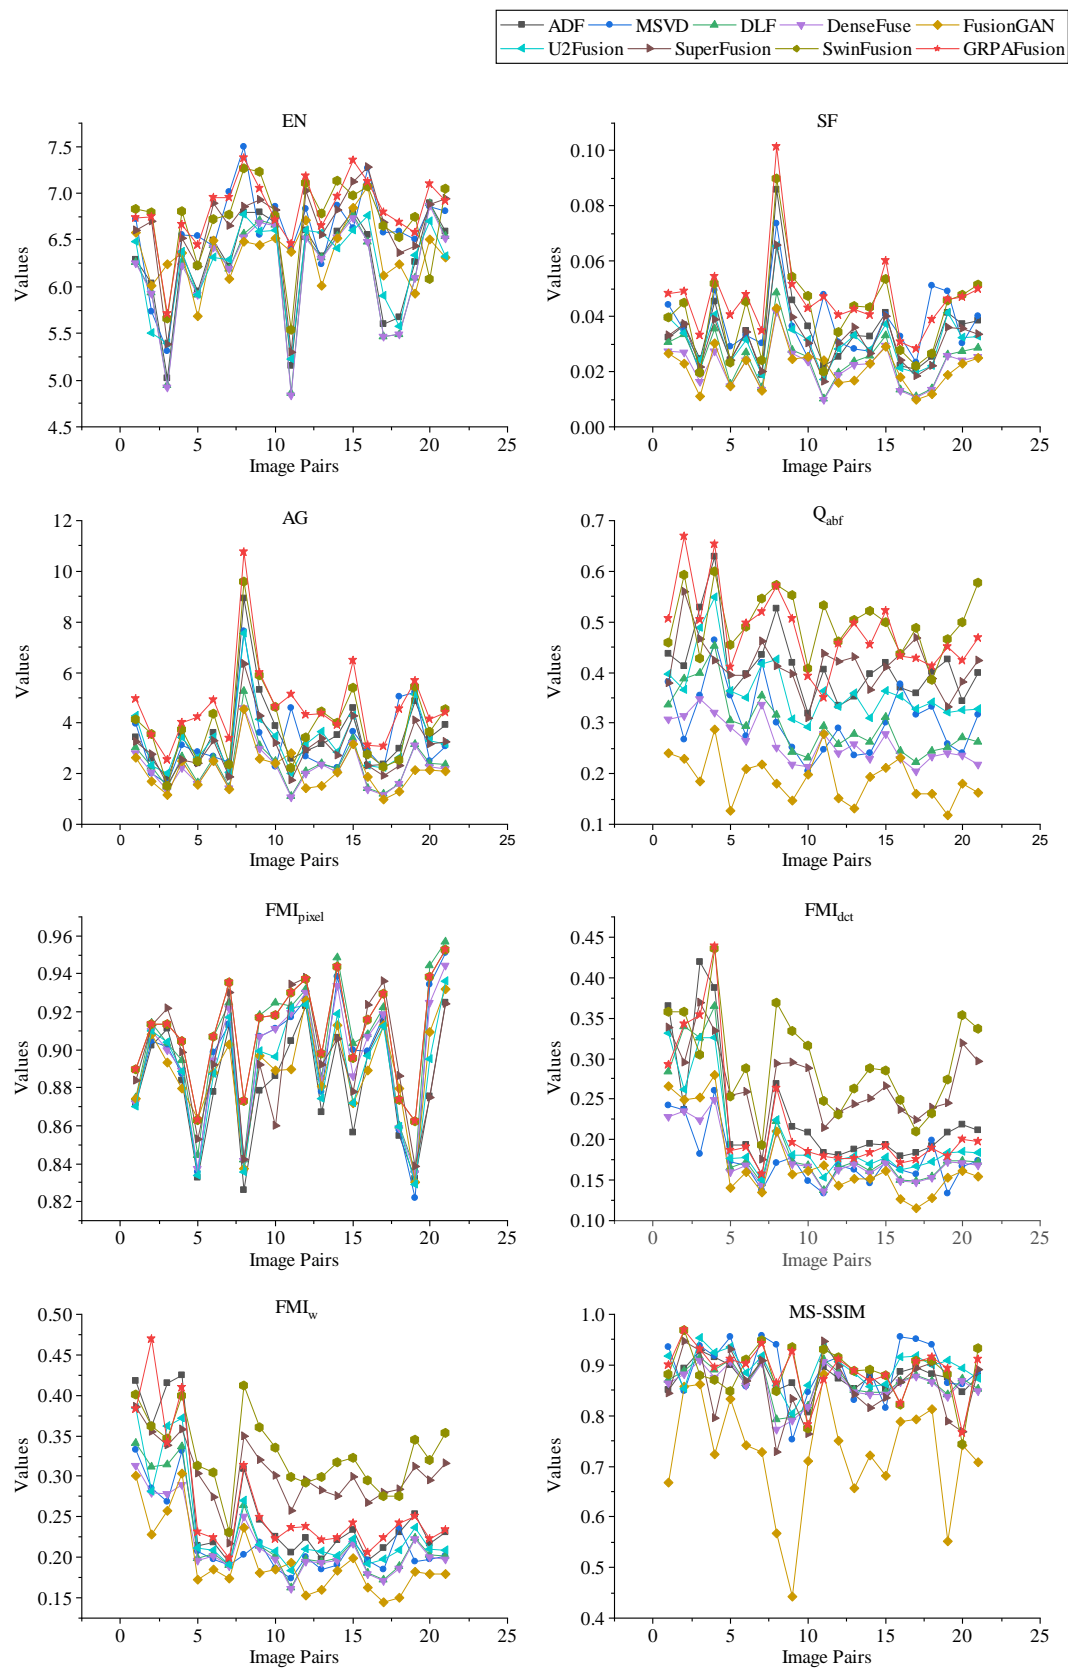 ADF MSVD DLF DenseFuse FusionGAN
U2Fusion SuperFusion SwinFusion GRPAFusion
EN
7.5
7.0
6.5
6.0
5.5
5.0
4.5
Values
0 5 10 15 20 25
Image Pairs
SF
0.10
0.08
0.06
0.04
0.02
0.00
Values
0 5 10 15 20 25
Image Pairs
AG
12
10
8
6
4
2
0
Values
0 5 10 15 20 25
Image Pairs
Qabf
0.7
0.6
0.5
0.4
0.3
0.2
0.1
Values
0 5 10 15 20 25
Image Pairs
FMIpixel
0.96
0.94
0.92
0.90
0.88
0.86
0.84
0.82
Values
0 5 10 15 20 25
Image Pairs
FMIdct
0.45
0.40
0.35
0.30
0.25
0.20
0.15
0.10
Values
0 5 10 15 20 25
Image Pairs
FMIw
0.50
0.45
0.40
0.35
0.30
0.25
0.20
0.15
Values
0 5 10 15 20 25
Image Pairs
MS-SSIM
1.0
0.9
0.8
0.7
0.6
0.5
0.4
Values
0 5 10 15 20 25
Image Pairs